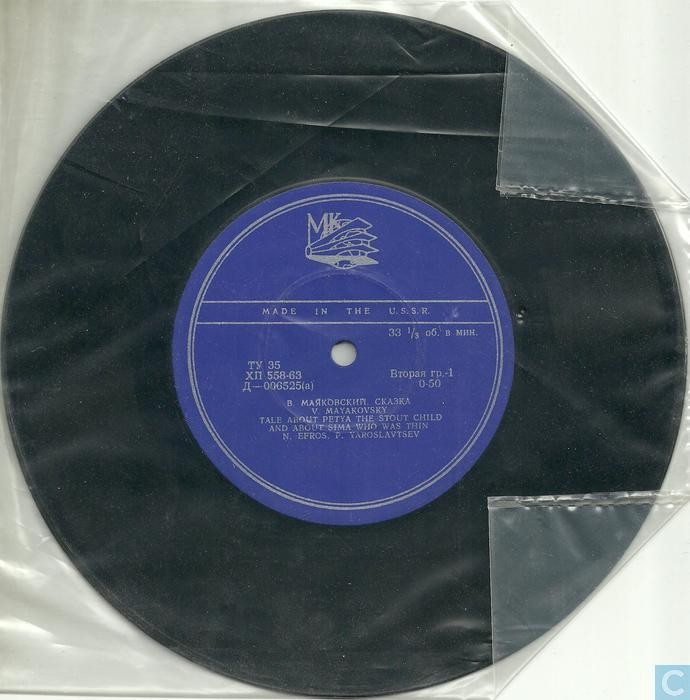 МК
MADE IN THE U.S.S.R.
33 1/3 об. в мин.
ТУ 35
ХП 558-63
Д—006525(а)
Вторая гр.-1
0-50
В. МАЯКОВСКИЙ. СКАЗКА
V. MAYAKOVSKY
TALE ABOUT PETYA THE STOUT CHILD
AND ABOUT SIMA WHO WAS THIN
N. EFROS, P. YAROSLAVTSEV
C